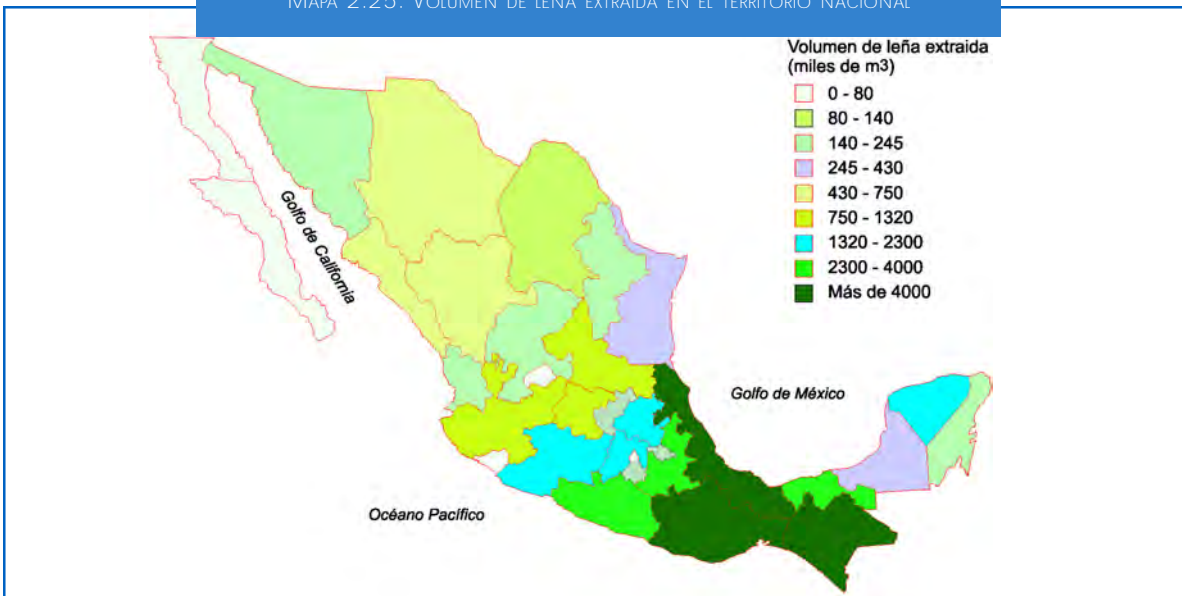 MAPA 2.25. VOLUMEN DE LEÑA EXTRAIDA EN EL TERRITORIO NACIONAL
Volumen de leña extraida
(miles de m3)
0 - 80
80 - 140
140 - 245
245 - 430
430 - 750
750 - 1320
1320 - 2300
2300 - 4000
Más de 4000
Golfo de California
Golfo de México
Océano Pacífico